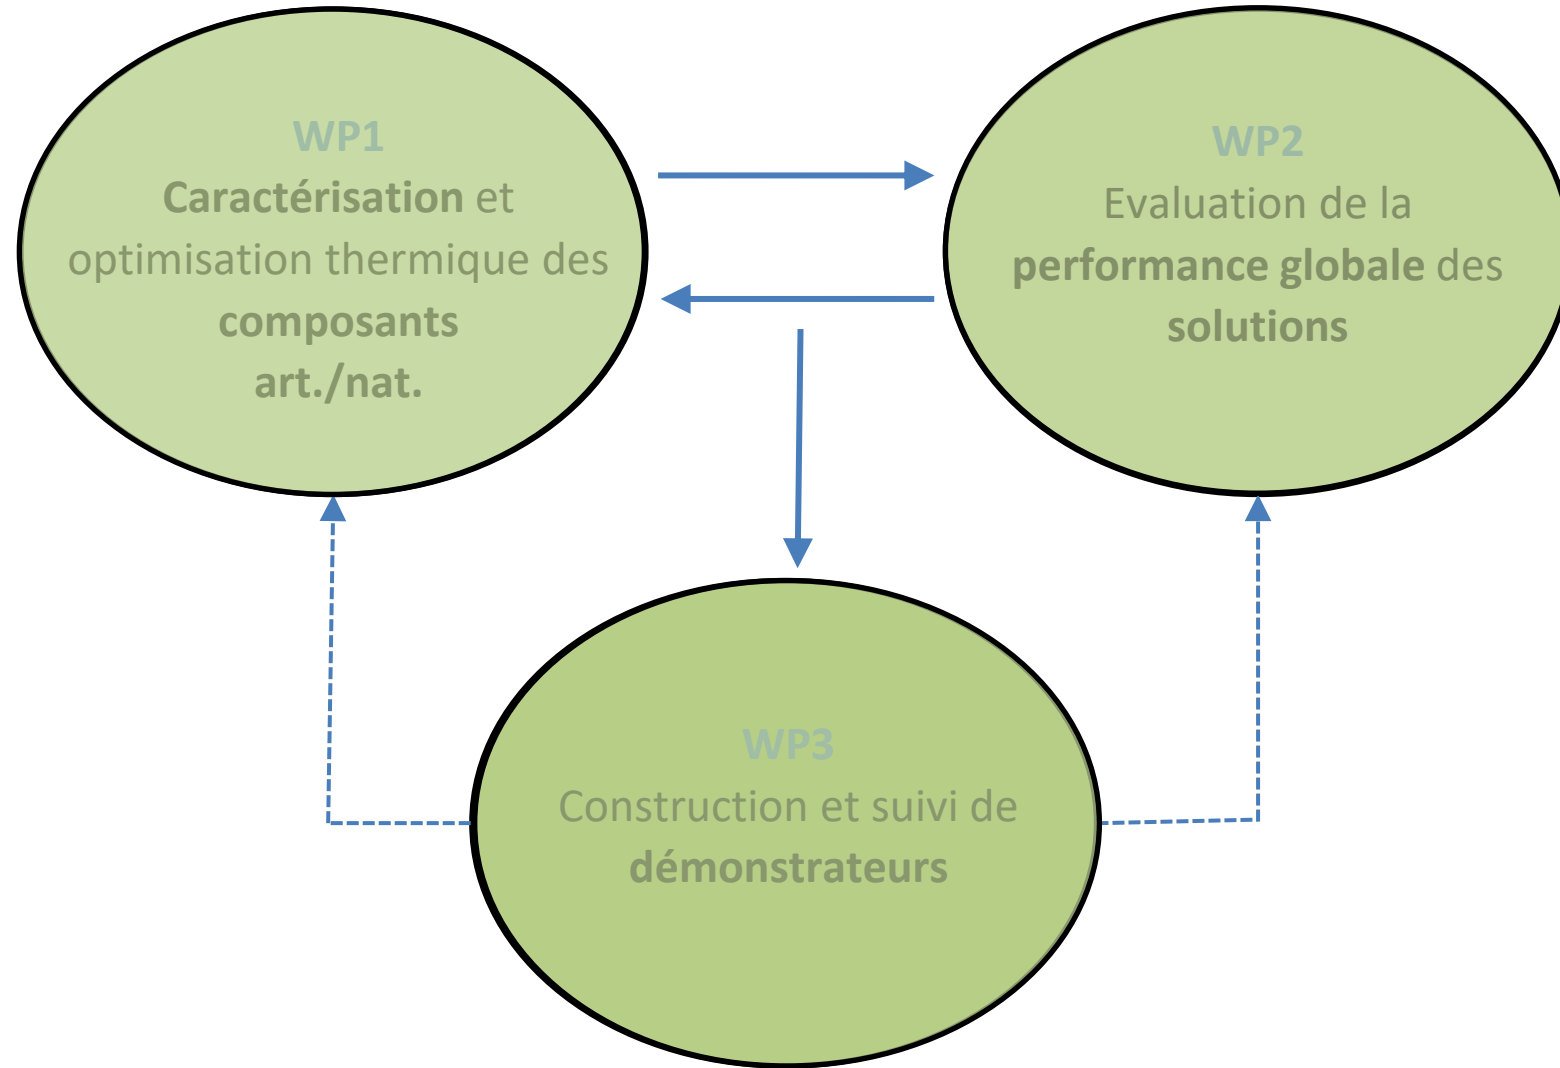 WP1
Caractérisation et
optimisation thermique des
composants
art./nat.
WP2
Evaluation de la
performance globale des
solutions
WP3
Construction et suivi de
démonstrateurs